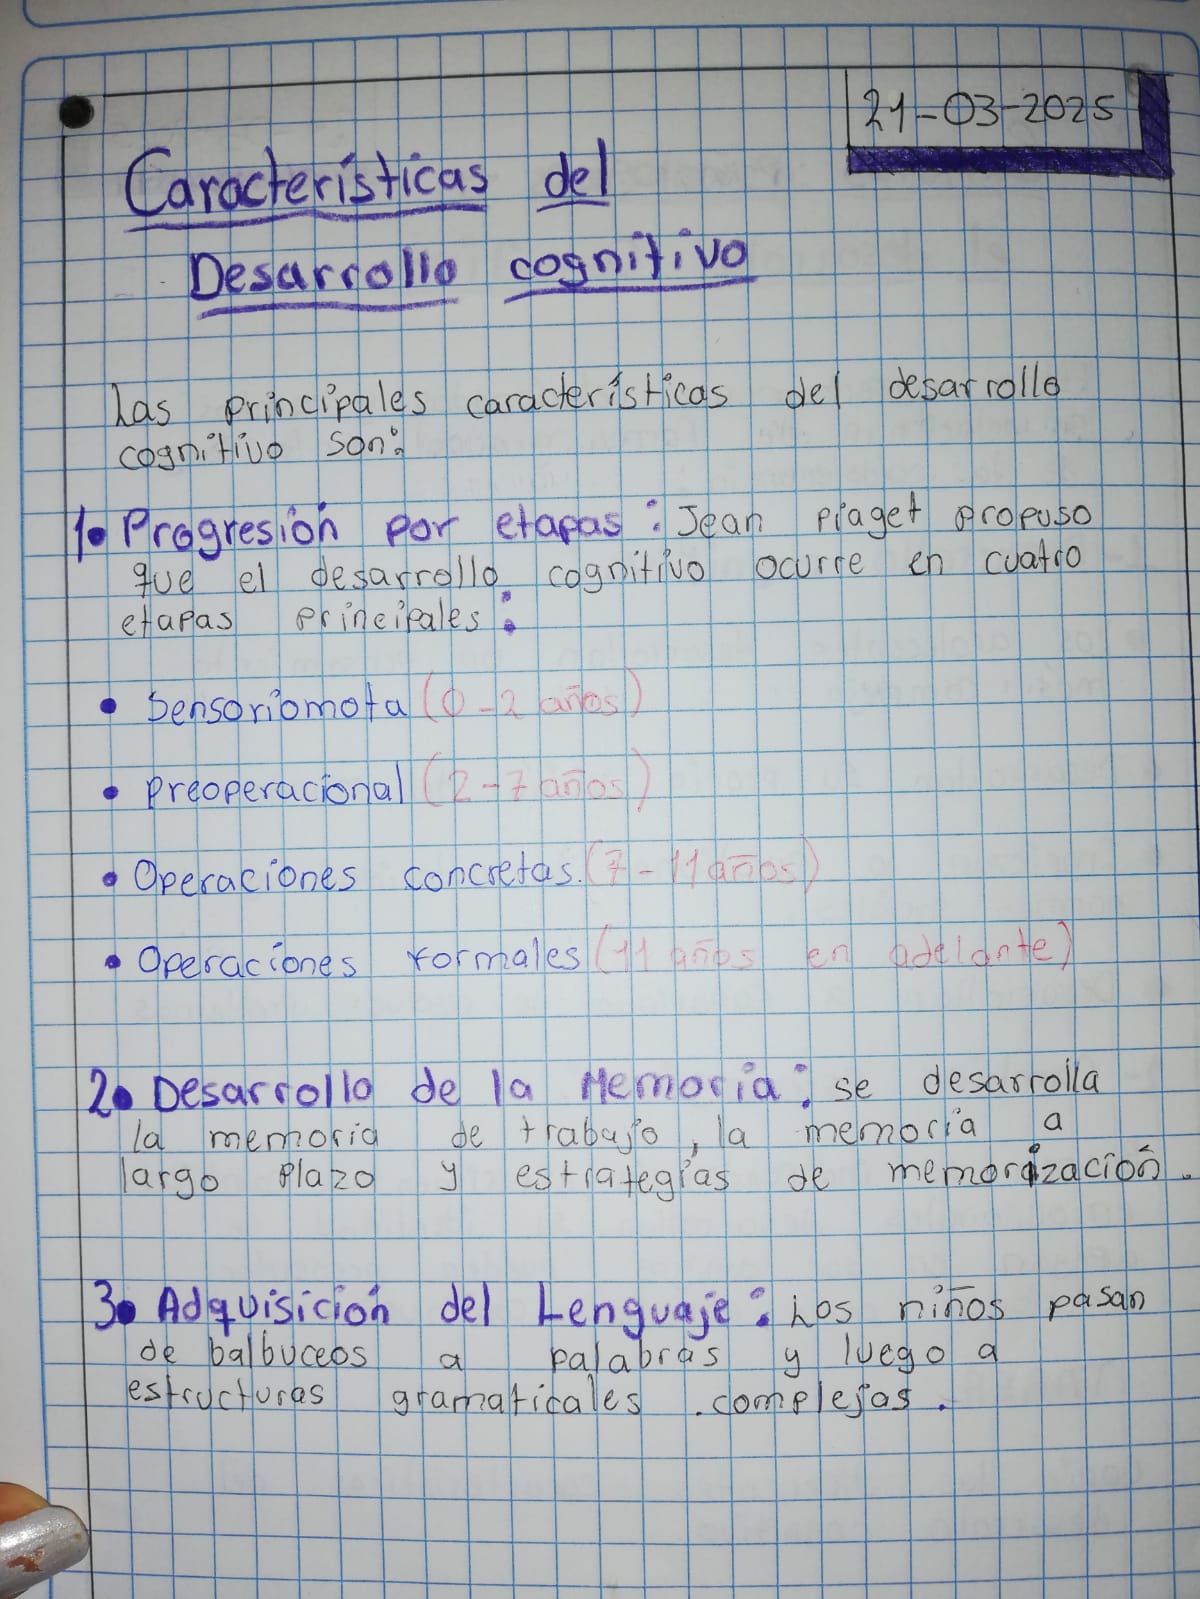 21-03-2025
Características del
Desarrollo cognitivo
Las principales características del desarrollo
cognitivo son:
1. Progresión por etapas: Jean piaget propuso
que el desarrollo cognitivo ocurre en cuatro
etapas principales:
• Sensoriomota (0-2 años)
• Preoperacional (2-7 años)
• Operaciones concretas. (7-11 años)
• Operaciones formales (11 años en adelante)
2. Desarrollo de la Memoria: se desarrolla
la memoria de trabajo, la memoria a
largo plazo y estrategias de memorización.
3. Adquisición del Lenguaje: Los niños pasan
de balbuceos a palabras y luego a
estructuras gramaticales .complejas.